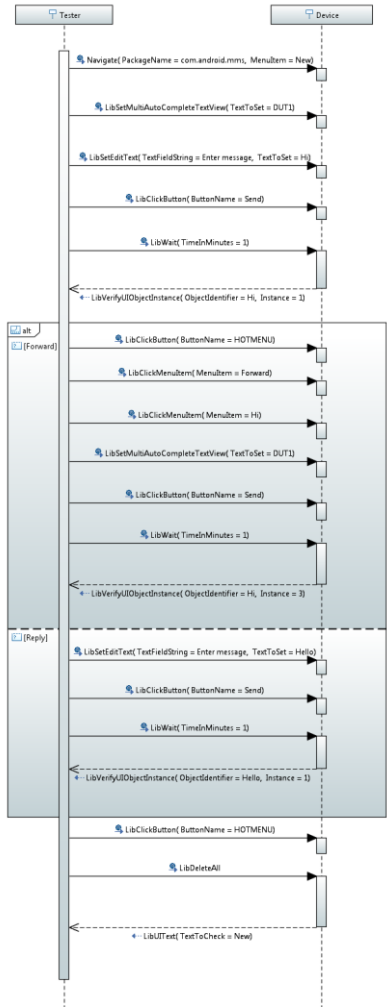 Tester
Device
Navigate( PackageName = com.android.mms, MenuItem = New)
LibSetMultiAutoCompleteTextView( TextToSet = DUT1)
LibSetEditText( TextFieldString = Enter message, TextToSet = Hi)
LibClickButton( ButtonName = Send)
LibWait( TimeInMinutes = 1)
LibVerifyUIObjectInstance( ObjectIdentifier = Hi, Instance = 1)
alt
[Forward]
LibClickButton( ButtonName = HOTMENU)
LibClickMenuItem( MenuItem = Forward)
LibClickMenuItem( MenuItem = Hi)
LibSetMultiAutoCompleteTextView( TextToSet = DUT1)
LibClickButton( ButtonName = Send)
LibWait( TimeInMinutes = 1)
LibVerifyUIObjectInstance( ObjectIdentifier = Hi, Instance = 3)
[Reply]
LibSetEditText( TextFieldString = Enter message, TextToSet = Hello)
LibClickButton( ButtonName = Send)
LibWait( TimeInMinutes = 1)
LibVerifyUIObjectInstance( ObjectIdentifier = Hello, Instance = 1)
LibClickButton( ButtonName = HOTMENU)
LibDeleteAll
LibUIText( TextToCheck = New)